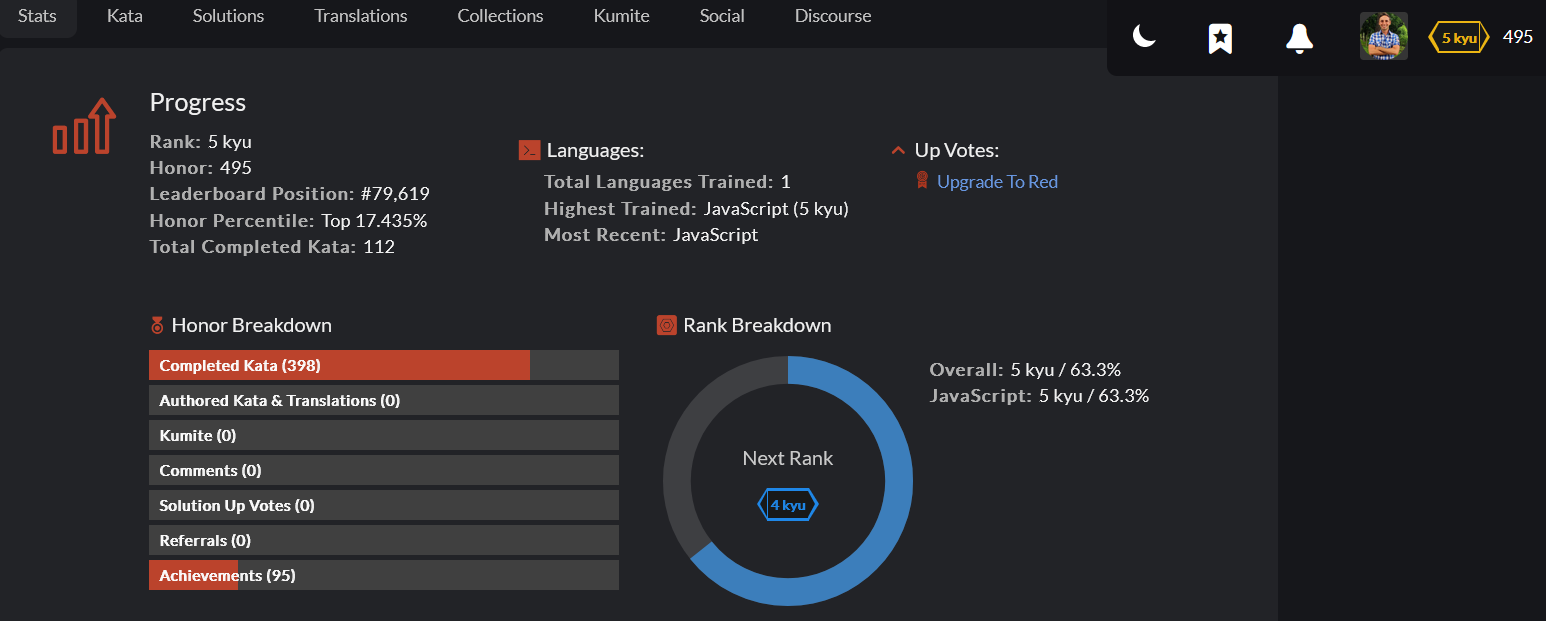 Stats Kata Solutions Translations Collections Kumite Social Discourse
5 kyu 495
Progress
Rank: 5 kyu
Honor: 495
Leaderboard Position: #79,619
Honor Percentile: Top 17.435%
Total Completed Kata: 112
Languages:
Total Languages Trained: 1
Highest Trained: JavaScript (5 kyu)
Most Recent: JavaScript
Up Votes:
Upgrade To Red
Honor Breakdown
Completed Kata (398)
Authored Kata & Translations (0)
Kumite (0)
Comments (0)
Solution Up Votes (0)
Referrals (0)
Achievements (95)
Rank Breakdown
Next Rank
4 kyu
Overall: 5 kyu / 63.3%
JavaScript: 5 kyu / 63.3%